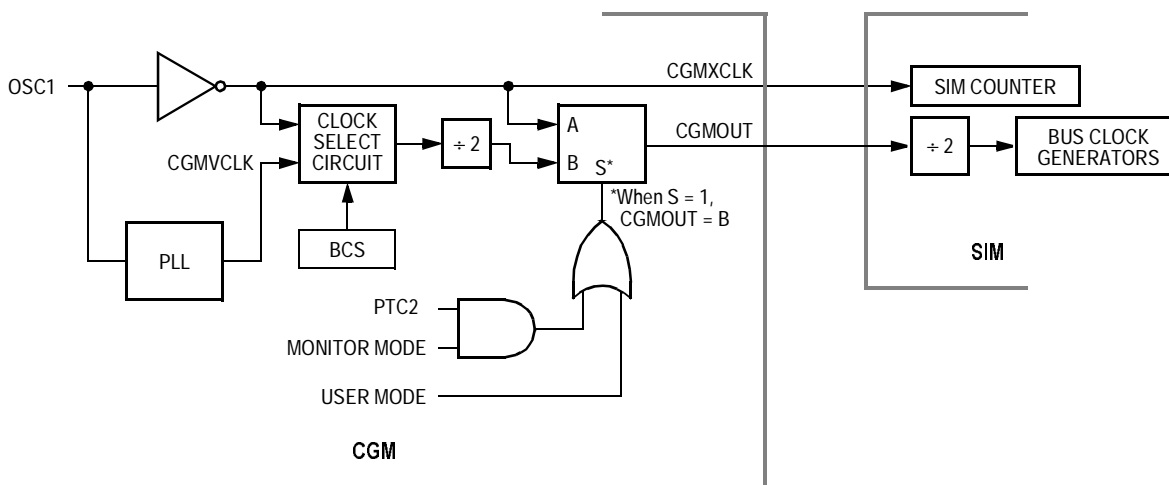 OSC1
CGMXCLK
SIM COUNTER
CLOCK
SELECT
CIRCUIT
÷ 2
A
B
S*
CGMOUT
÷ 2
BUS CLOCK
GENERATORS
CGMVCLK
*When S = 1,
CGMOUT = B
BCS
PLL
SIM
PTC2
MONITOR MODE
USER MODE
CGM